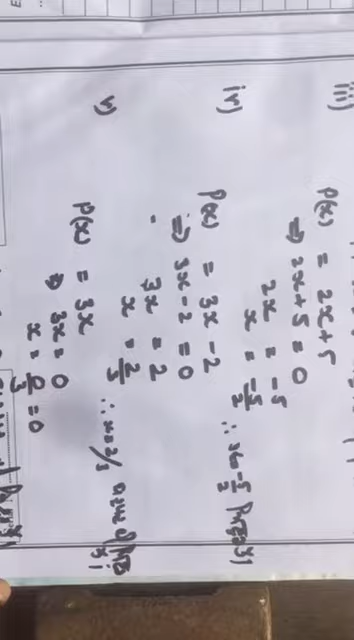 iii) P(x) = 2x+5
⇒ 2x+5 = 0
2x = -5
x = -5/2 ∴ x = -5/2
iv) P(x) = 3x-2
⇒ 3x-2 = 0
3x = 2
x = 2/3 ∴ x = 2/3
v) P(x) = 3x
⇒ 3x = 0
x = 0/3 = 0